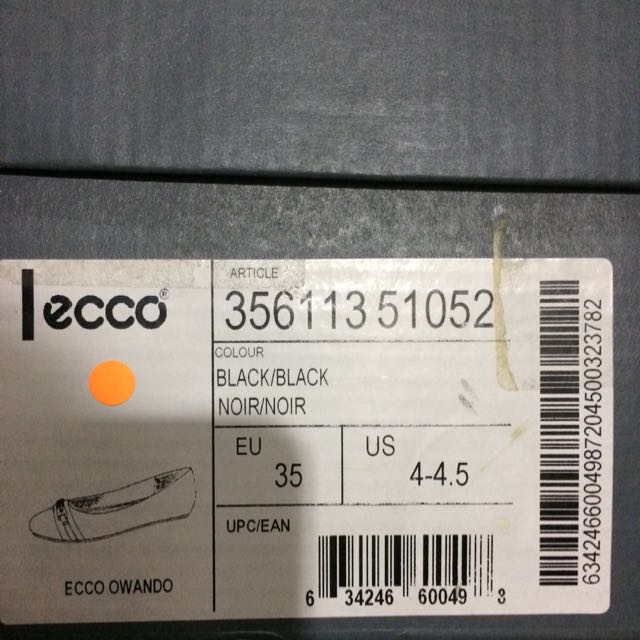 ecco®
ARTICLE
356113 51052
COLOUR
BLACK/BLACK
NOIR/NOIR
EU
35
US
4-4.5
ECCO OWANDO
UPC/EAN
6 34246 60049 3
634246600498720450032378​2